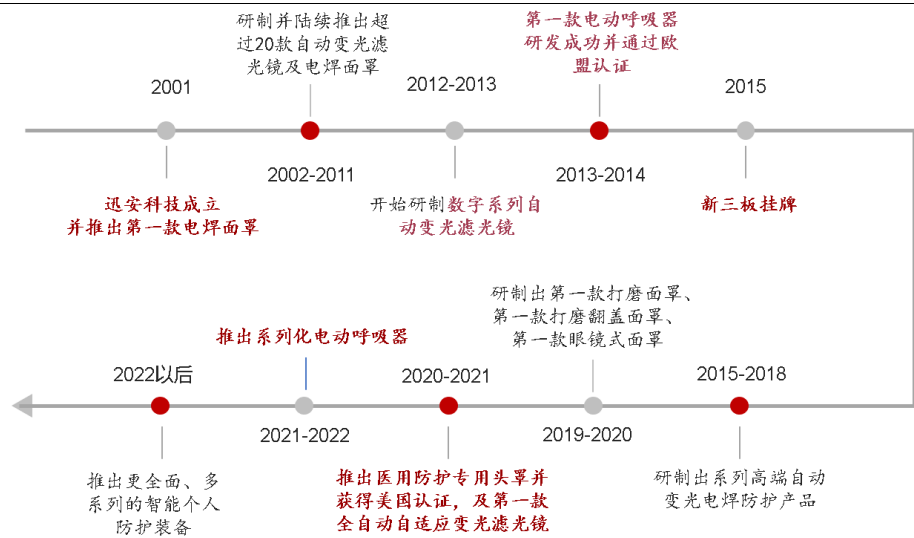 2001
迅安科技成立
并推出第一款电焊面罩
研制并陆续推出超
过20款自动变光滤
光镜及电焊面罩
2002-2011
2012-2013
开始研制数字系列自
动变光滤光镜
第一款电动呼吸器
研发成功并通过欧
盟认证
2013-2014
2015
新三板挂牌
2015-2018
研制出系列高端自动
变光电焊防护产品
研制出第一款打磨面罩、
第一款打磨翻盖面罩、
第一款眼镜式面罩
2019-2020
2020-2021
推出医用防护专用头罩并
获得美国认证，及第一款
全自动自适应变光滤光镜
推出系列化电动呼吸器
2021-2022
2022以后
推出更全面、多
系列的智能个人
防护装备